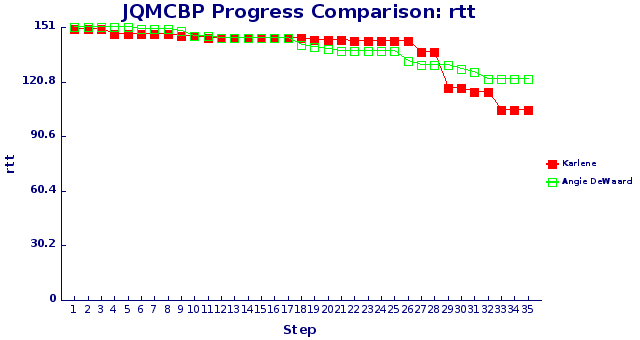 JQMCBP Progress Comparison: rtt
151
120.8
90.6
60.4
30.2
0
rtt
1 2 3 4 5 6 7 8 9 10 11 12 13 14 15 16 17 18 19 20 21 22 23 24 25 26 27 28 29 30 31 32 33 34 35
Step
Karlene
Angie DeWaard